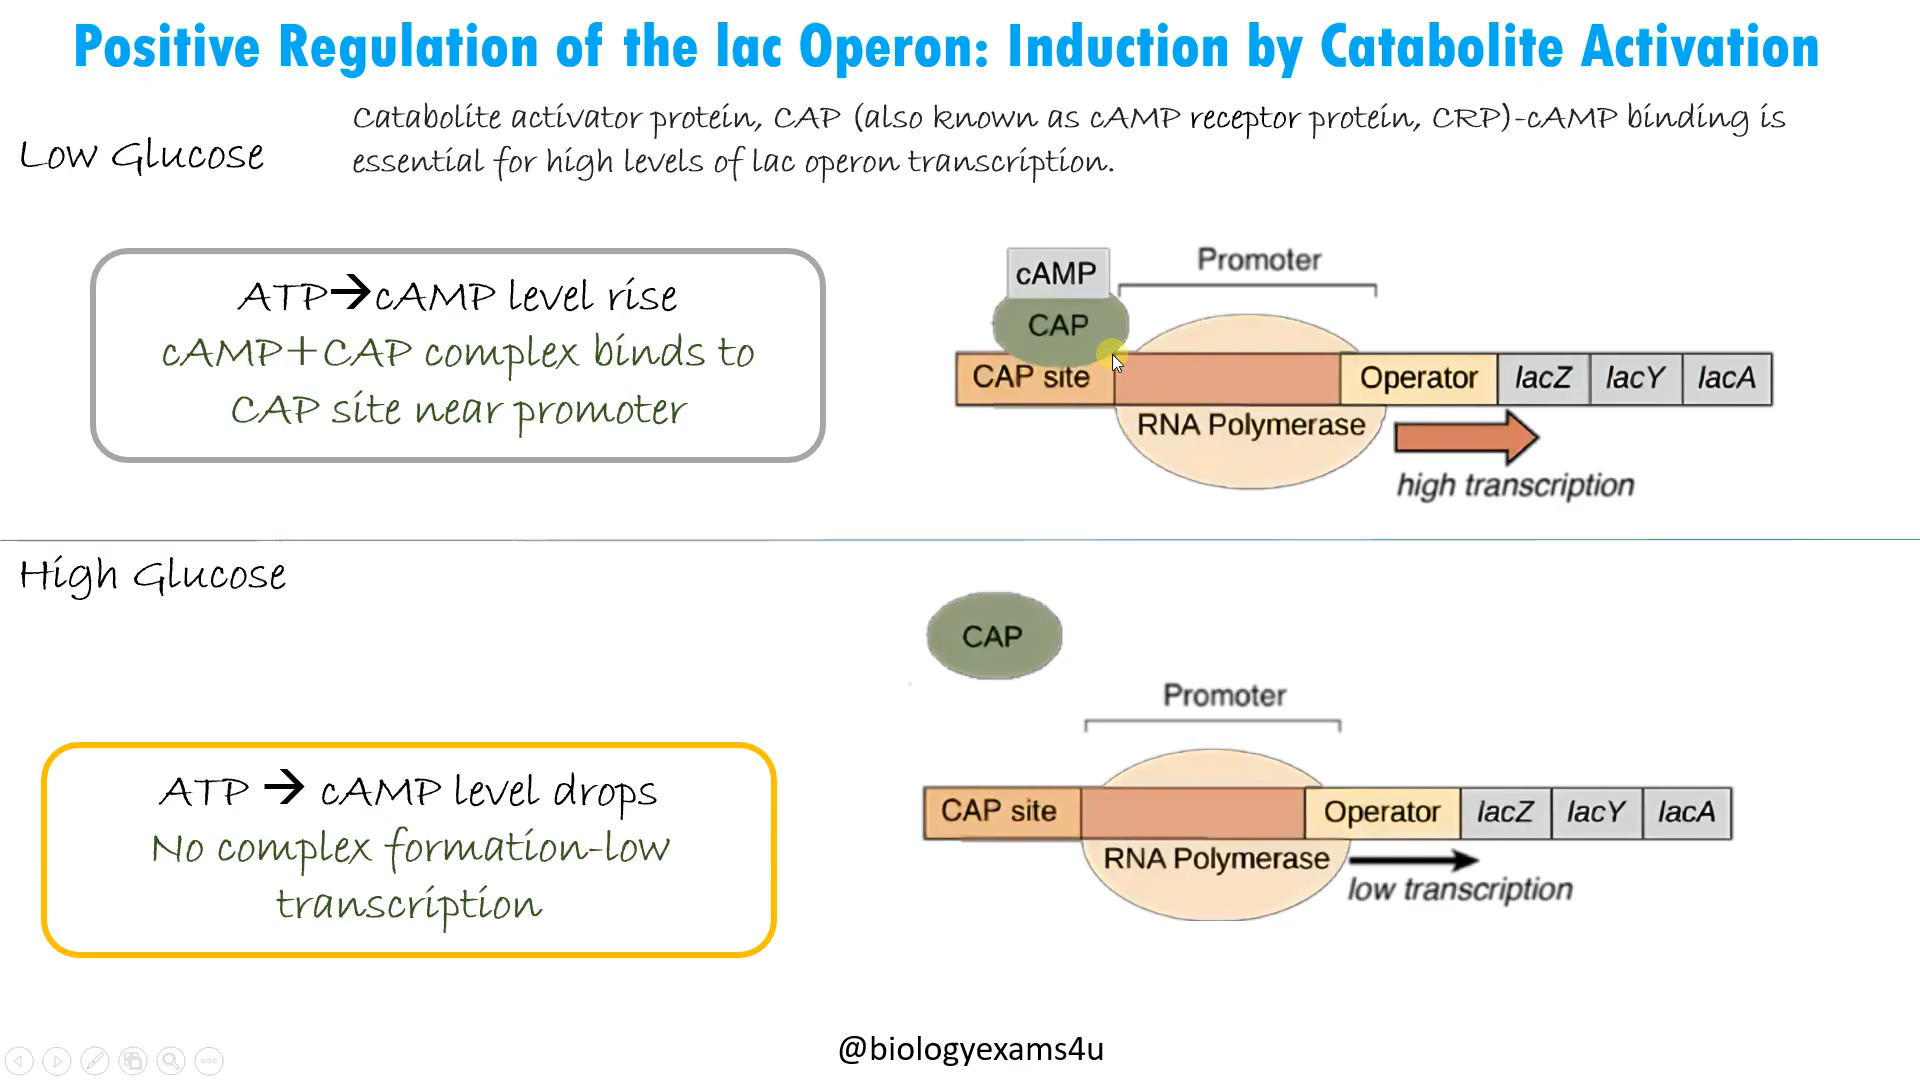 Positive Regulation of the lac Operon: Induction by Catabolite Activation
Low Glucose
Catabolite activator protein, CAP (also known as cAMP receptor protein, CRP)-cAMP binding is
essential for high levels of lac operon transcription.
ATP→cAMP level rise
cAMP+CAP complex binds to
CAP site near promoter
cAMP
Promoter
CAP
CAP site
Operator
lacZ
lacY
lacA
RNA Polymerase
high transcription
High Glucose
CAP
Promoter
ATP → cAMP level drops
No complex formation-low
transcription
CAP site
Operator
lacZ
lacY
lacA
RNA Polymerase
low transcription
@biologyexams4u